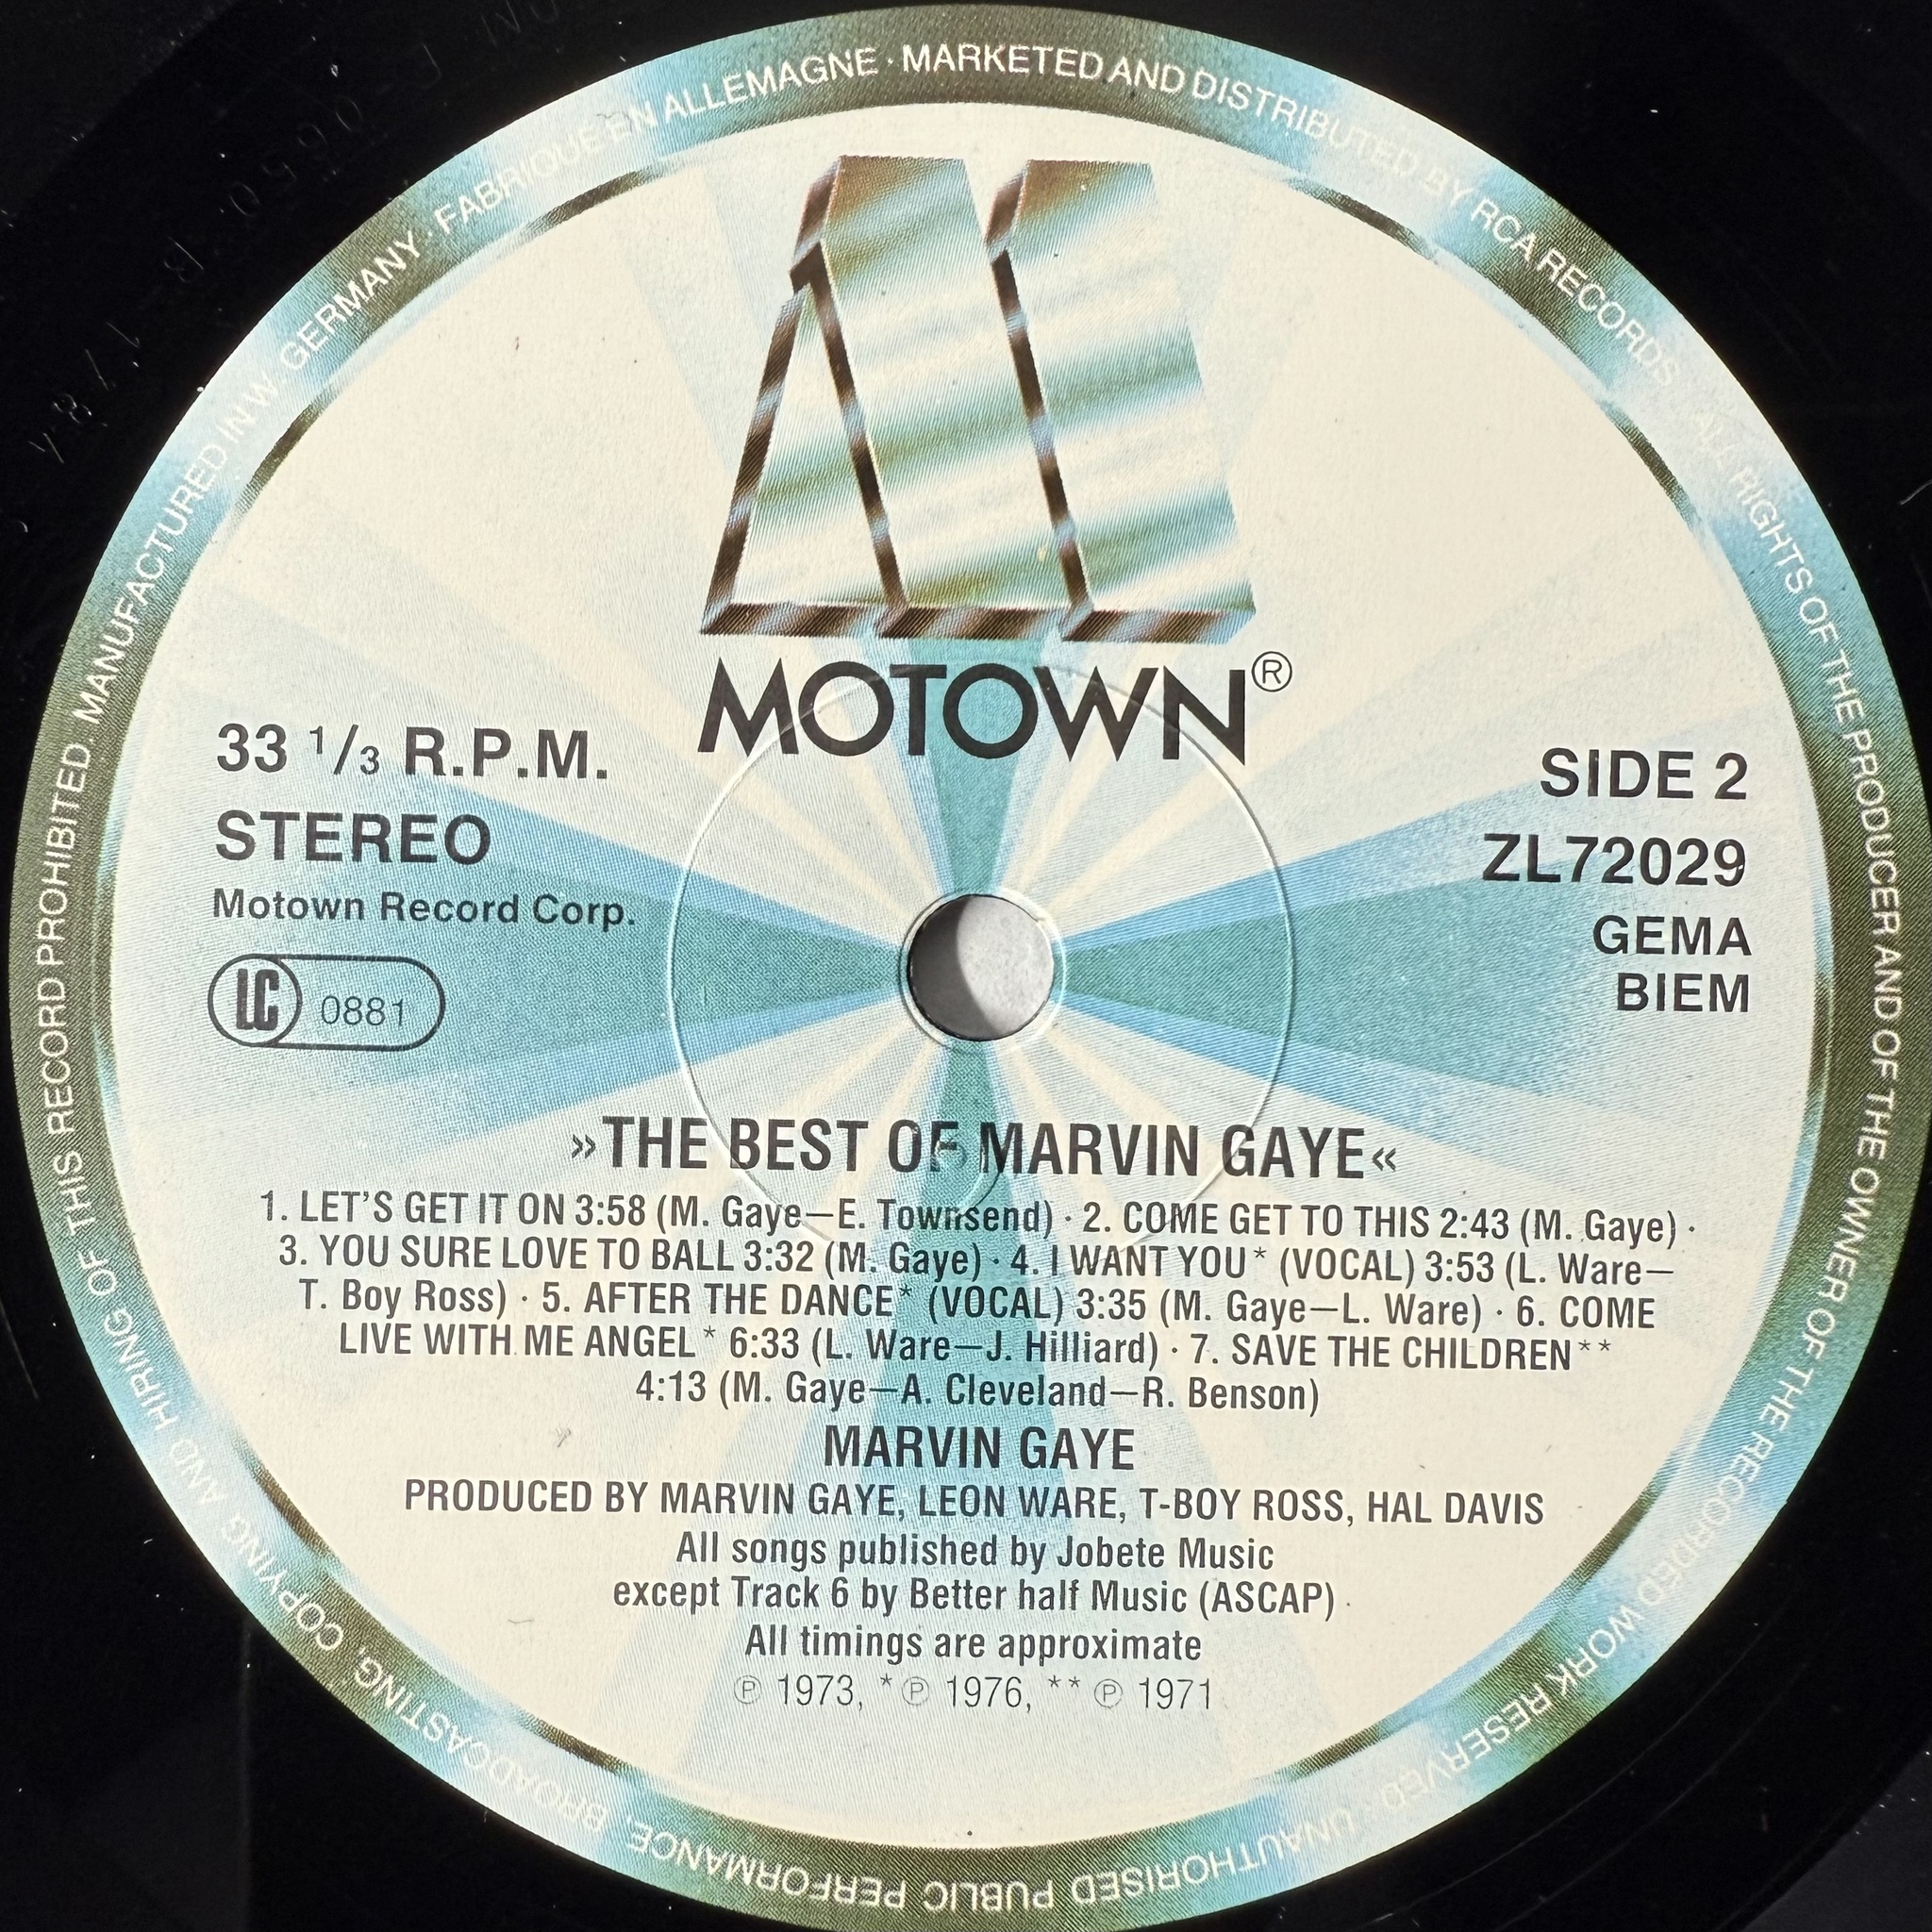 MANUFACTURED IN W. GERMANY · FABRIQUE EN ALLEMAGNE · MARKETED AND DISTRIBUTED BY RCA RECORDS · ALL RIGHTS OF THE PRODUCER AND OF THE OWNER OF THE RECORDED WORK RESERVED · UNAUTHORISED PUBLIC PERFORMANCE, BROADCASTING, COPYING AND HIRING OF THIS RECORD PROHIBITED.
MOTOWN®
33 1/3 R.P.M.
STEREO
Motown Record Corp.
LC 0881
SIDE 2
ZL72029
GEMA
BIEM
»THE BEST OF MARVIN GAYE«
1. LET'S GET IT ON 3:58 (M. Gaye—E. Townsend) · 2. COME GET TO THIS 2:43 (M. Gaye) ·
3. YOU SURE LOVE TO BALL 3:32 (M. Gaye) · 4. I WANT YOU* (VOCAL) 3:53 (L. Ware—
T. Boy Ross) · 5. AFTER THE DANCE* (VOCAL) 3:35 (M. Gaye—L. Ware) · 6. COME
LIVE WITH ME ANGEL* 6:33 (L. Ware—J. Hilliard) · 7. SAVE THE CHILDREN**
4:13 (M. Gaye—A. Cleveland—R. Benson)
MARVIN GAYE
PRODUCED BY MARVIN GAYE, LEON WARE, T-BOY ROSS, HAL DAVIS
All songs published by Jobete Music
except Track 6 by Better half Music (ASCAP)
All timings are approximate
℗ 1973, *℗ 1976, **℗ 1971